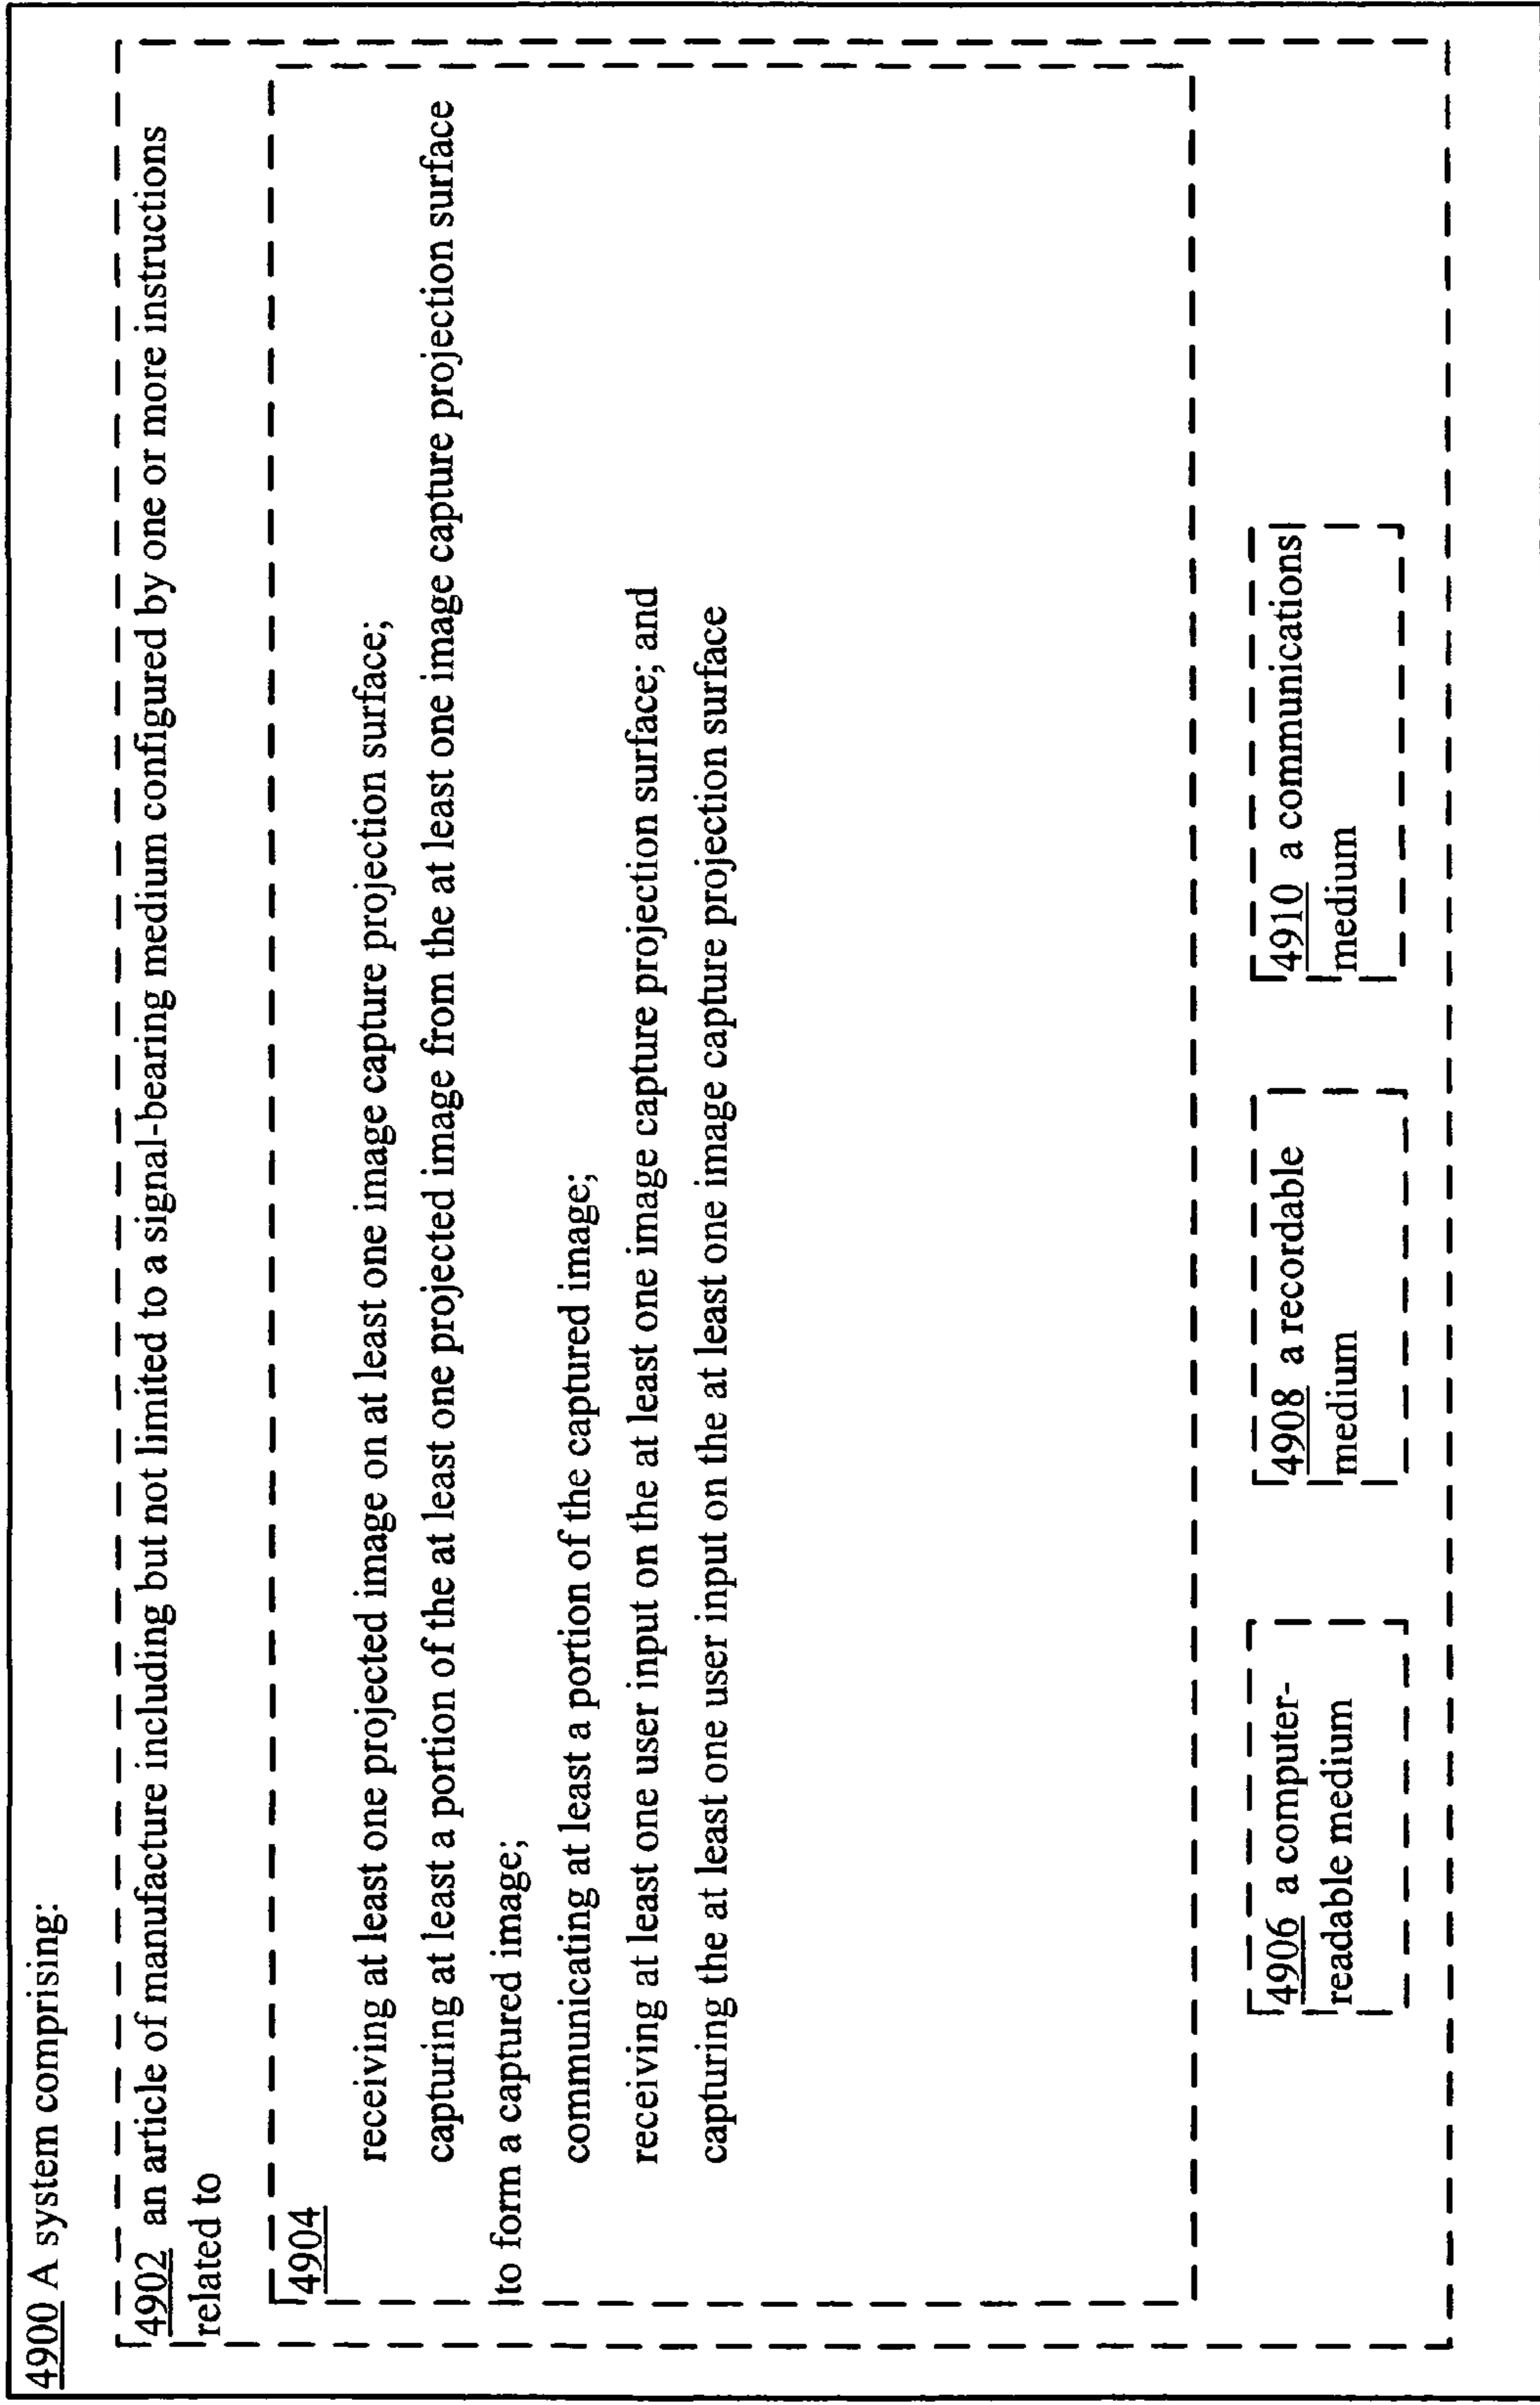 4900 A system comprising:
4902 an article of manufacture including but not limited to a signal-bearing medium configured by one or more instructions
related to
4904
receiving at least one projected image on at least one image capture projection surface;
capturing at least a portion of the at least one projected image from the at least one image capture projection surface
to form a captured image;
communicating at least a portion of the captured image;
receiving at least one user input on the at least one image capture projection surface; and
capturing the at least one user input on the at least one image capture projection surface
4906 a computer-
readable medium
4908 a recordable
medium
4910 a communications
medium